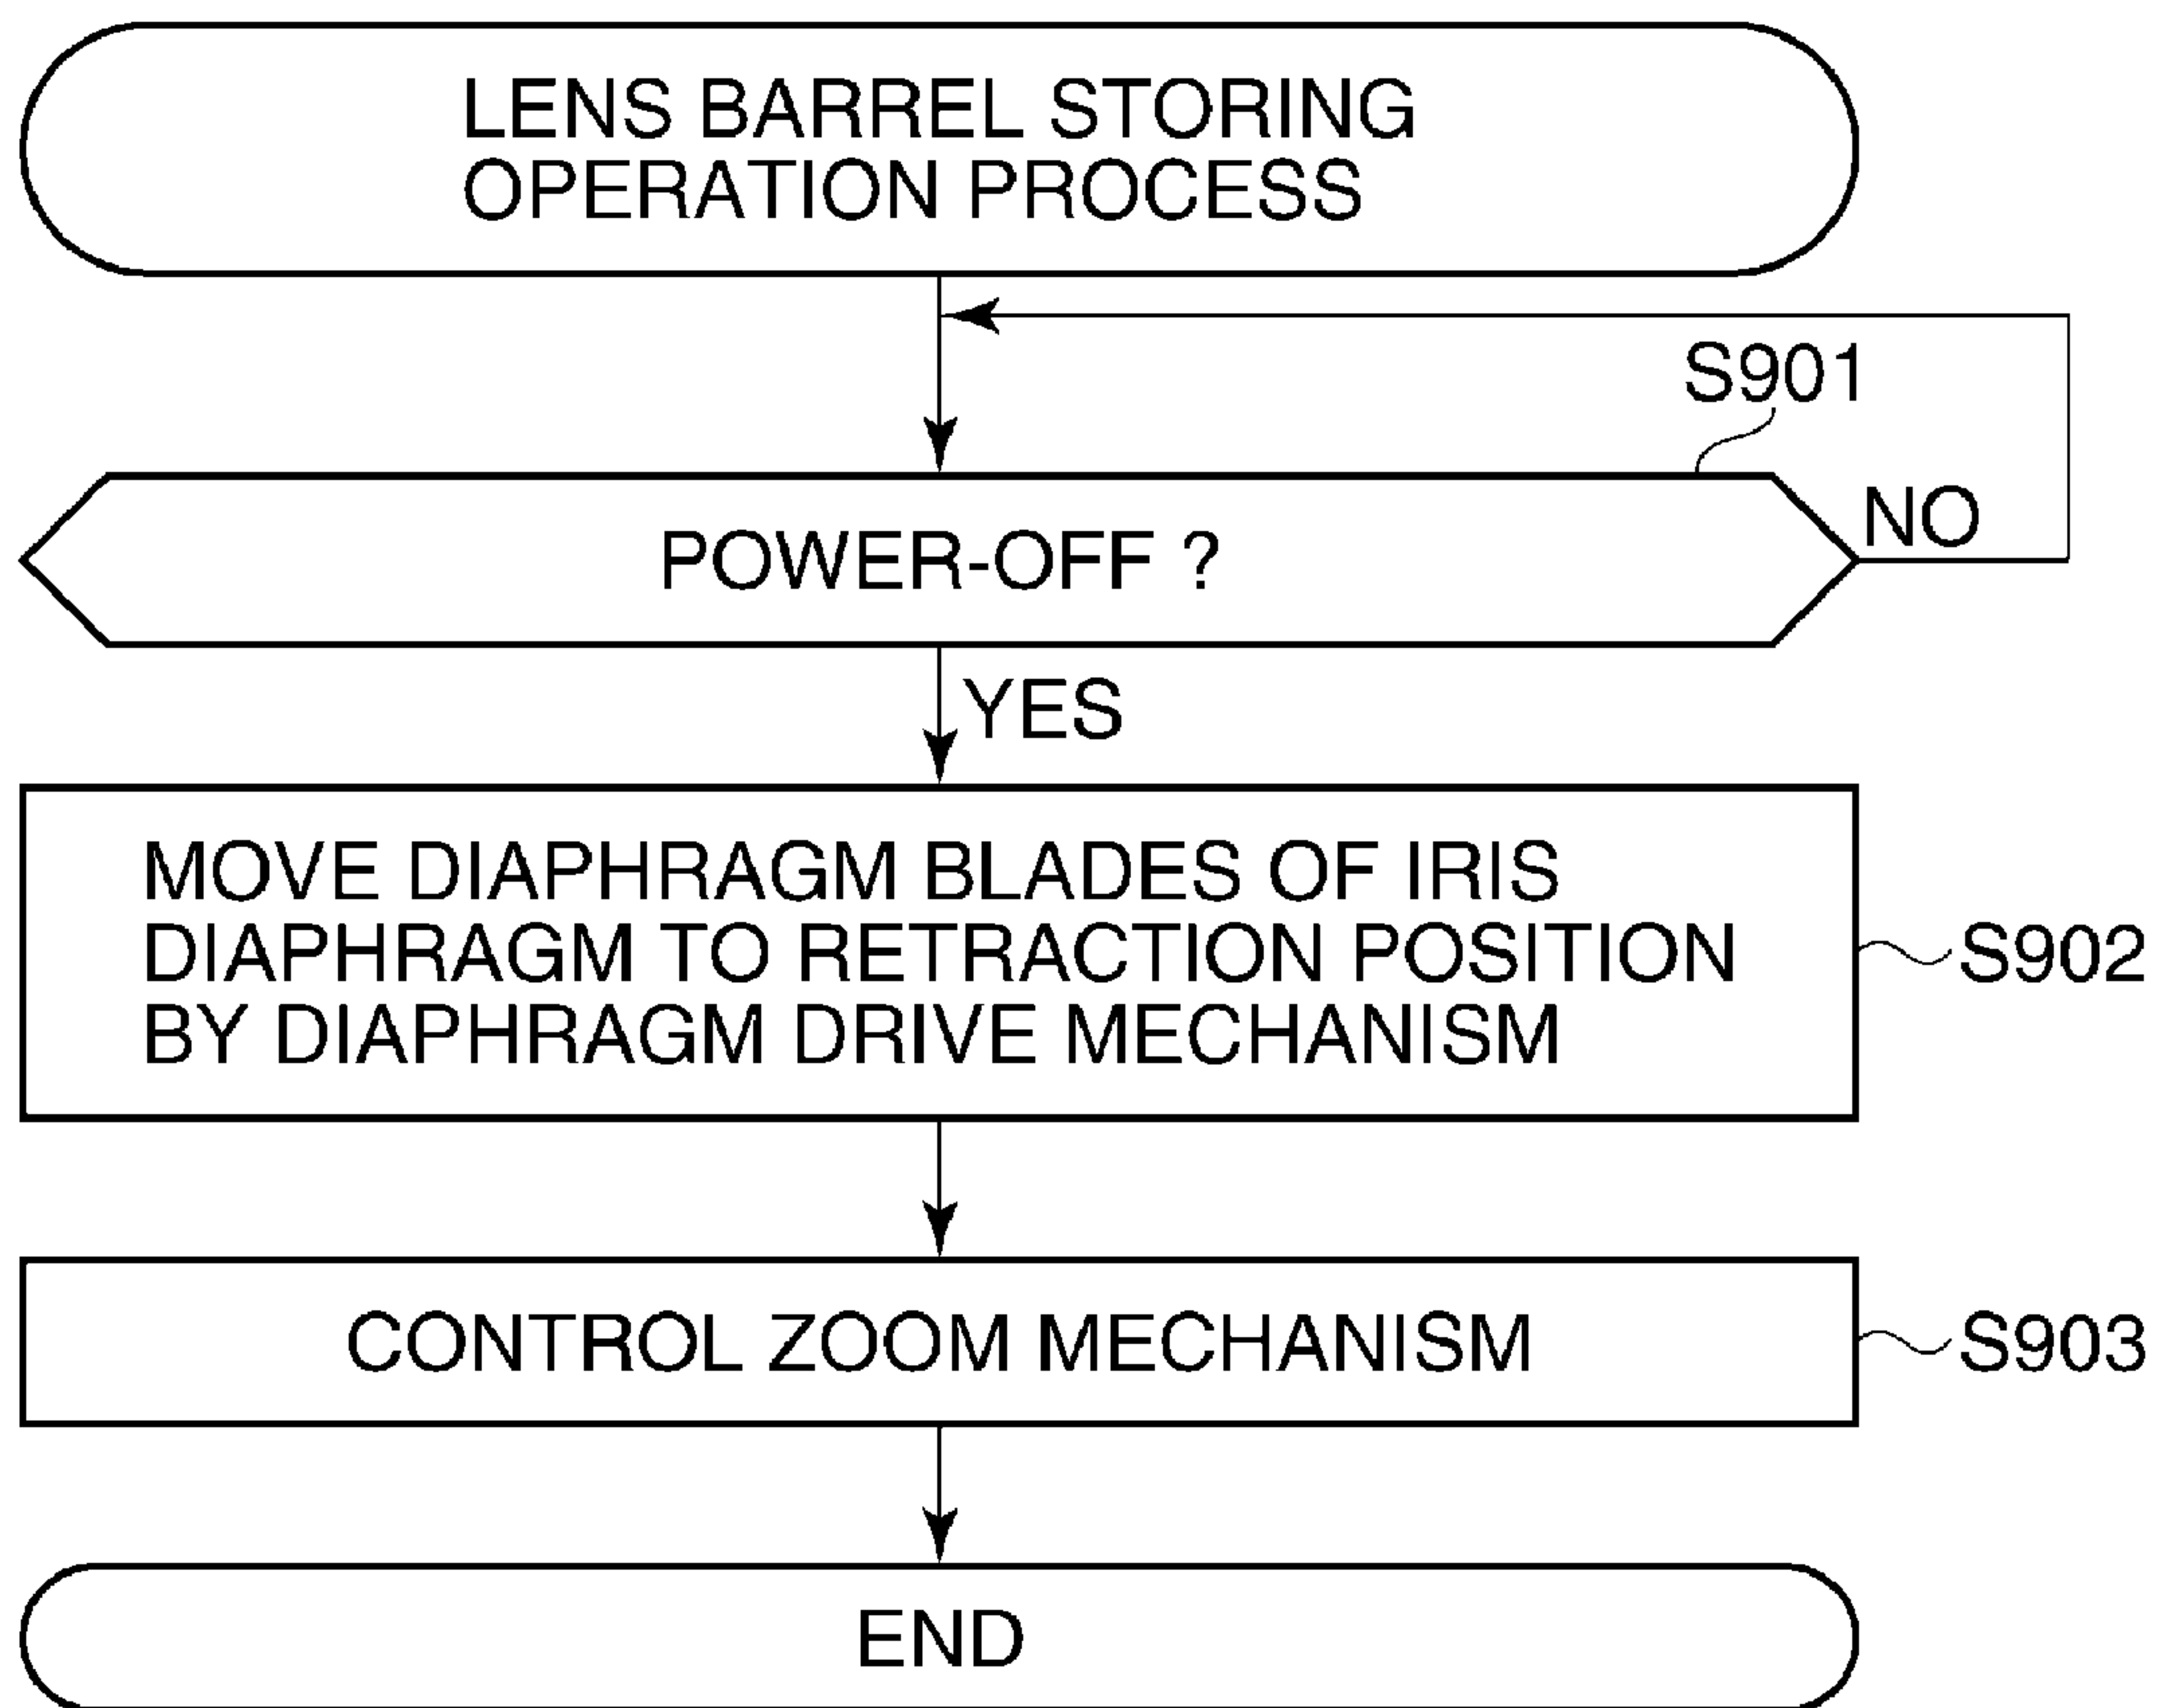 LENS BARREL STORING
OPERATION PROCESS
S901
NO
POWER-OFF ?
YES
MOVE DIAPHRAGM BLADES OF IRIS
DIAPHRAGM TO RETRACTION POSITION
BY DIAPHRAGM DRIVE MECHANISM
S902
CONTROL ZOOM MECHANISM
S903
END